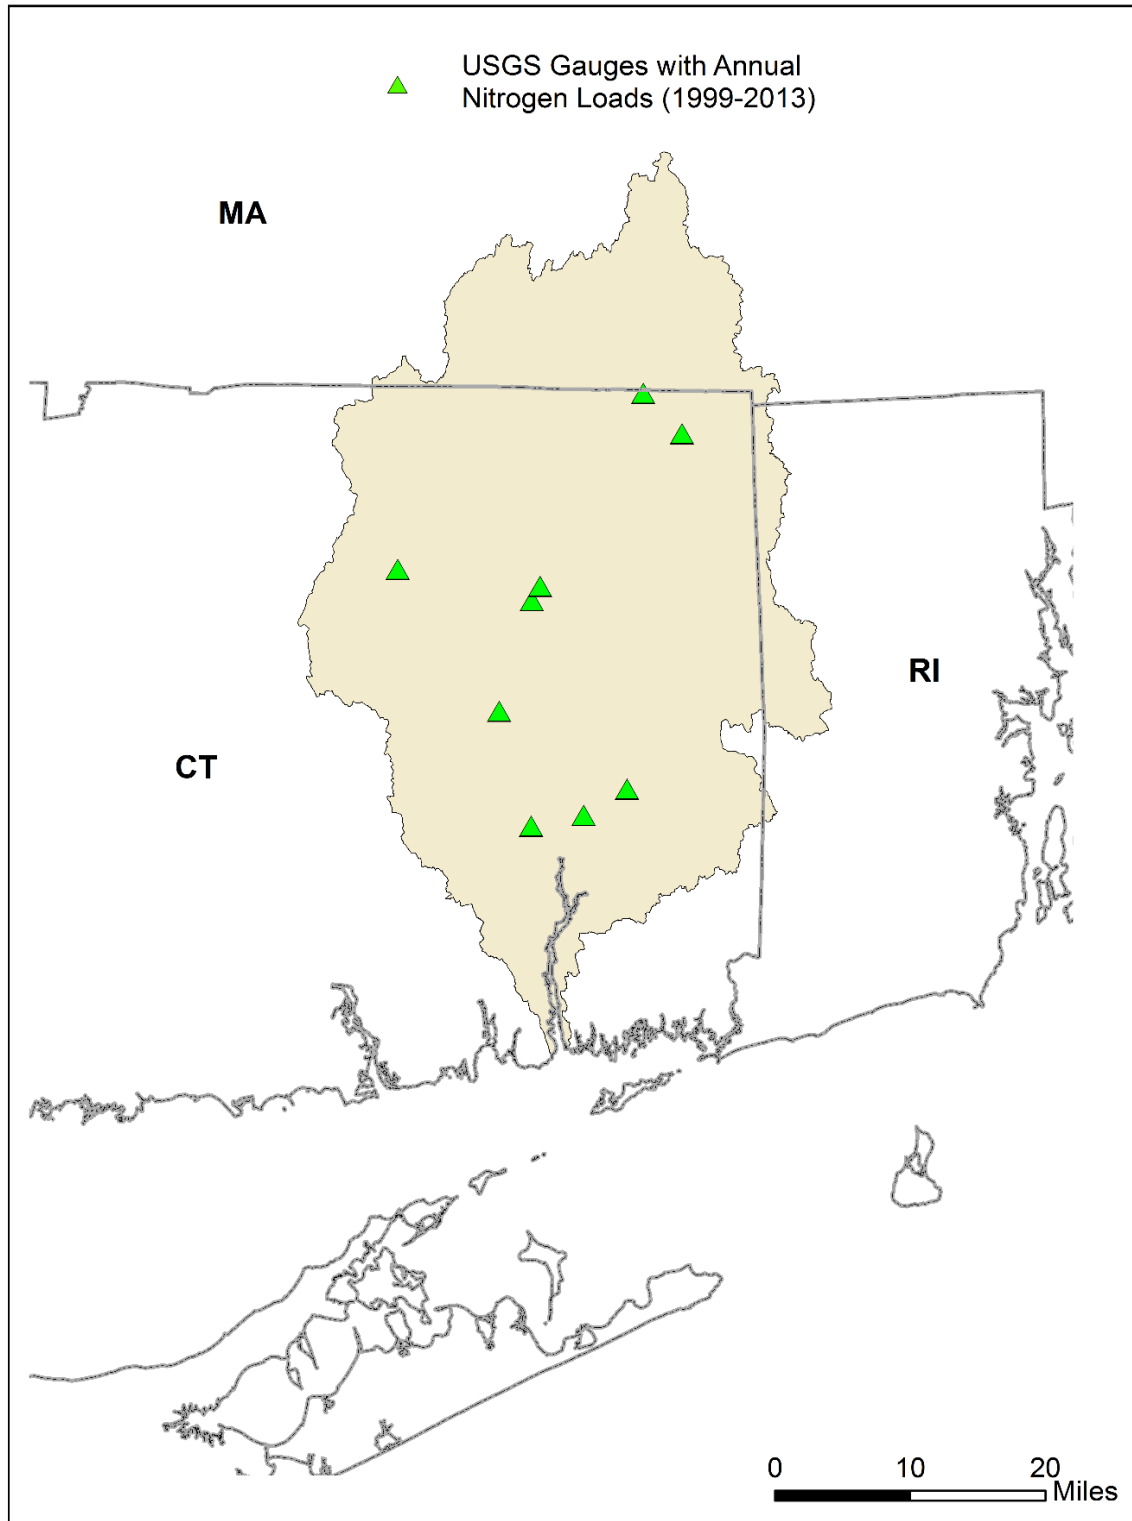 USGS Gauges with Annual
Nitrogen Loads (1999-2013)
MA
RI
CT
0 10 20
Miles